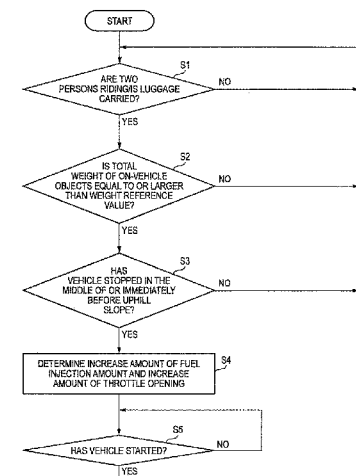 START
S1
ARE TWO
PERSONS RIDING/IS LUGGAGE
CARRIED?
NO
YES
S2
IS TOTAL
WEIGHT OF ON-VEHICLE
OBJECTS EQUAL TO OR LARGER
THAN WEIGHT REFERENCE
VALUE?
NO
YES
S3
HAS
VEHICLE STOPPED IN THE
MIDDLE OF OR IMMEDIATELY
BEFORE UPHILL
SLOPE?
NO
YES
S4
DETERMINE INCREASE AMOUNT OF FUEL
INJECTION AMOUNT AND INCREASE
AMOUNT OF THROTTLE OPENING
S5
HAS VEHICLE STARTED?
NO
YES